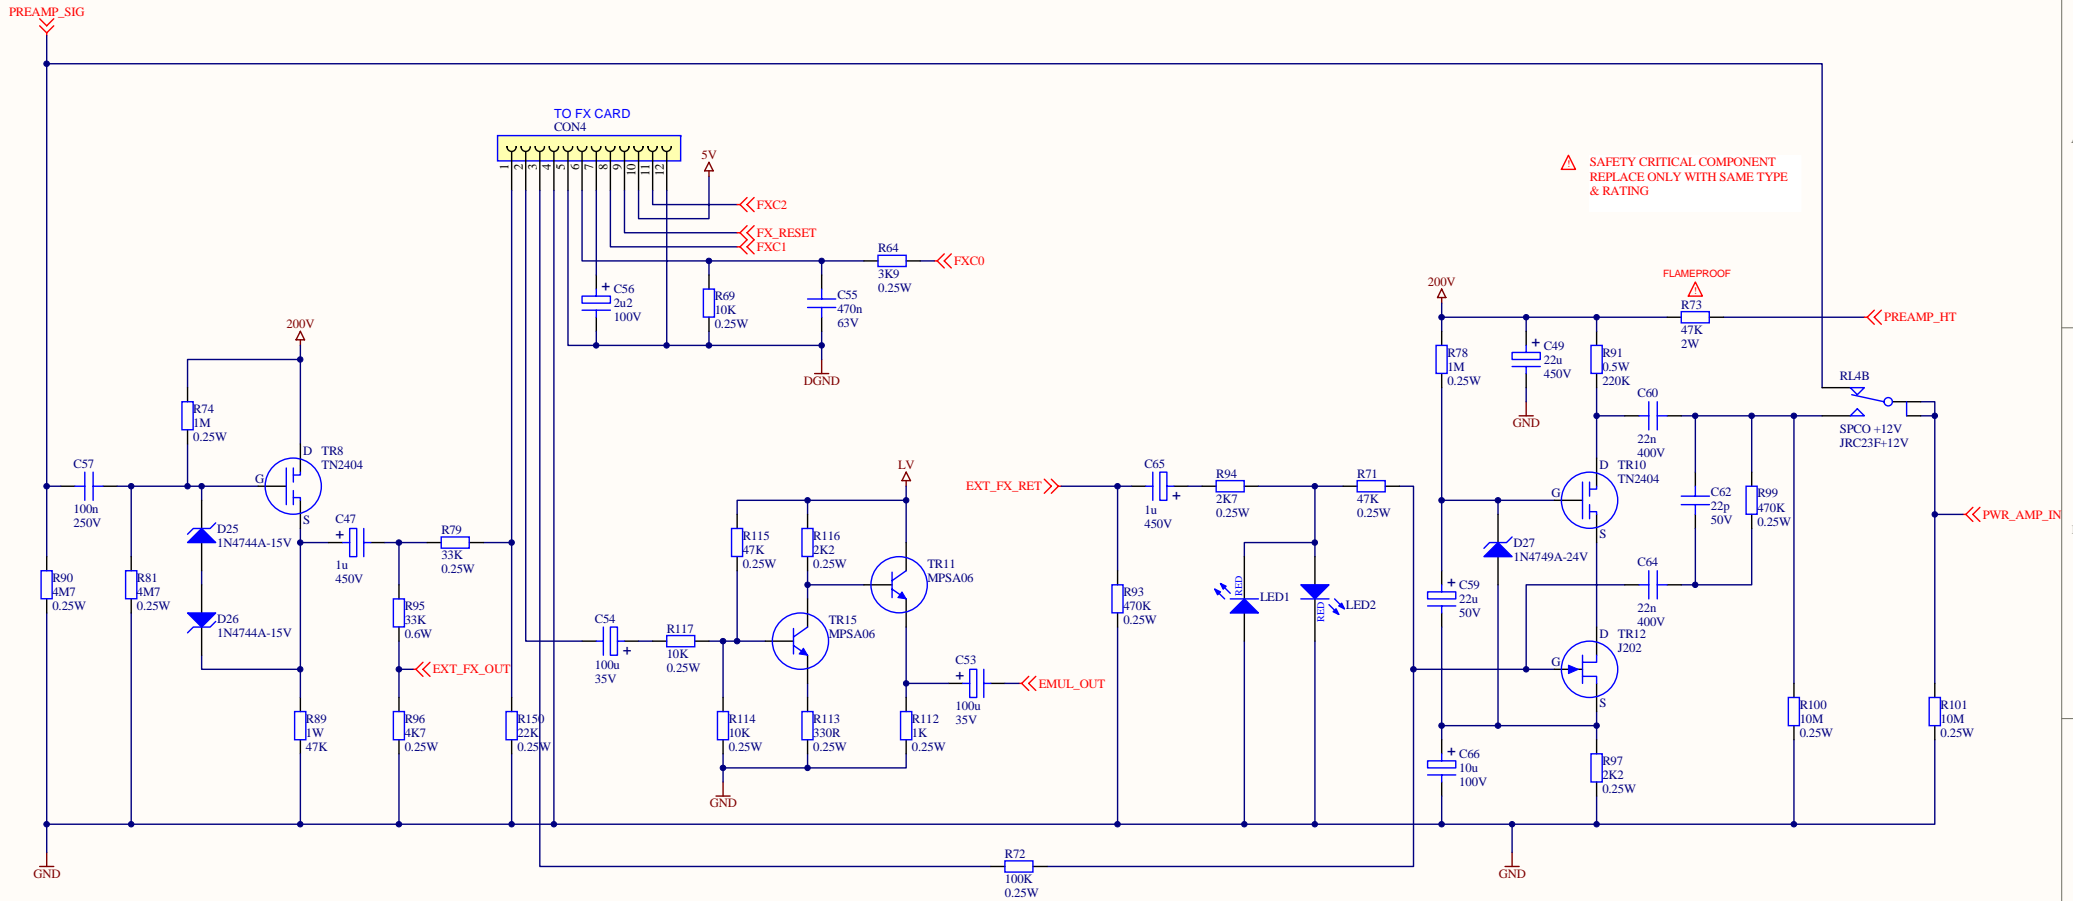 PREAMP_SIG
TO FX CARD
CON4
1
2
3
4
5
6
7
8
9
10
11
12
5V
FXC2
FX_RESET
FXC1
R64
3K9
0.25W
FXC0
C56
2u2
100V
R69
10K
0.25W
C55
470n
63V
DGND
SAFETY CRITICAL COMPONENT
REPLACE ONLY WITH SAME TYPE
& RATING
FLAMEPROOF
R73
47K
2W
PREAMP_HT
200V
R78
1M
0.25W
C49
22u
450V
GND
R91
0.5W
220K
RL4B
SPCO +12V
JRC23F+12V
C60
22n
400V
200V
R74
1M
0.25W
D
TR8
TN2404
G
S
C57
100n
250V
D25
1N4744A-15V
D26
1N4744A-15V
C47
1u
450V
R79
33K
0.25W
R90
4M7
0.25W
R81
4M7
0.25W
R95
33K
0.6W
EXT_FX_OUT
R89
1W
47K
R96
4K7
0.25W
R150
22K
0.25W
LV
R115
47K
0.25W
R116
2K2
0.25W
TR11
MPSA06
TR15
MPSA06
C54
100u
35V
R117
10K
0.25W
C53
100u
35V
EMUL_OUT
R114
10K
0.25W
R113
330R
0.25W
R112
1K
0.25W
GND
EXT_FX_RET
C65
1u
450V
R94
2K7
0.25W
R71
47K
0.25W
R93
470K
0.25W
RED
LED1
RED
LED2
D
TR10
TN2404
G
S
D27
1N4749A-24V
C62
22p
50V
R99
470K
0.25W
PWR_AMP_IN
C59
22u
50V
C64
22n
400V
D
TR12
J202
G
S
C66
10u
100V
R97
2K2
0.25W
R100
10M
0.25W
R101
10M
0.25W
GND
R72
100K
0.25W
GND